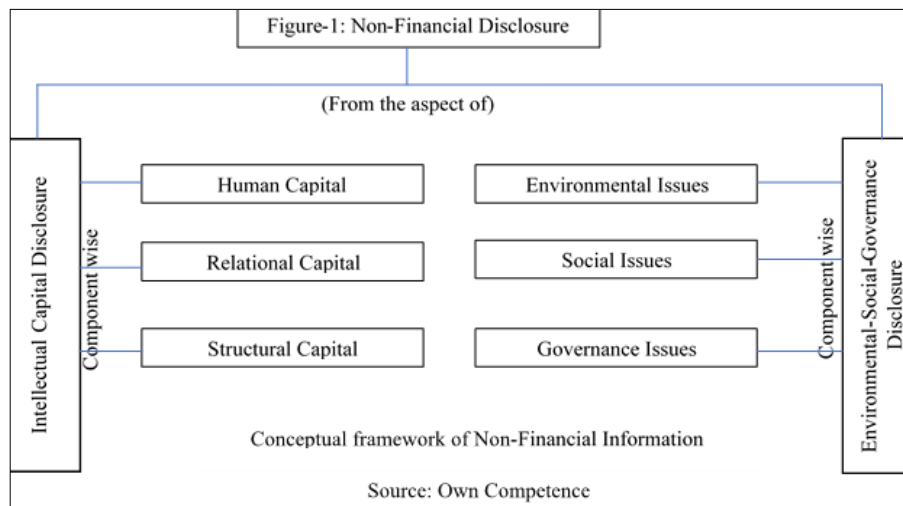 Figure-1: Non-Financial Disclosure
(From the aspect of)
Intellectual Capital Disclosure
Component wise
Human Capital
Relational Capital
Structural Capital
Environmental Issues
Social Issues
Governance Issues
Component wise
Environmental-Social-Governance
Disclosure
Conceptual framework of Non-Financial Information
Source: Own Competence